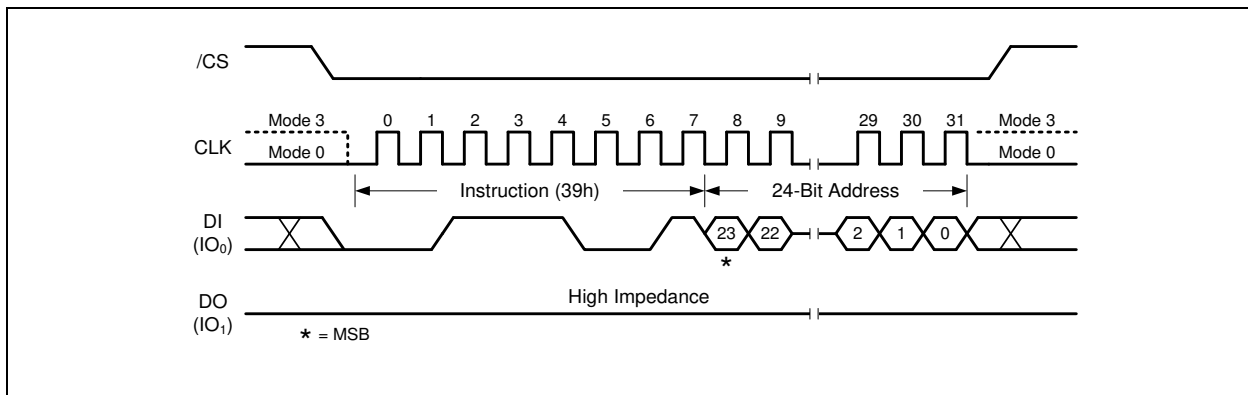 /CS
Mode 3 0 1 2 3 4 5 6 7 8 9 29 30 31 Mode 3
CLK
Mode 0 Mode 0
Instruction (39h) 24-Bit Address
DI
(IO₀)
23 22 2 1 0
*
High Impedance
DO
(IO₁)
* = MSB